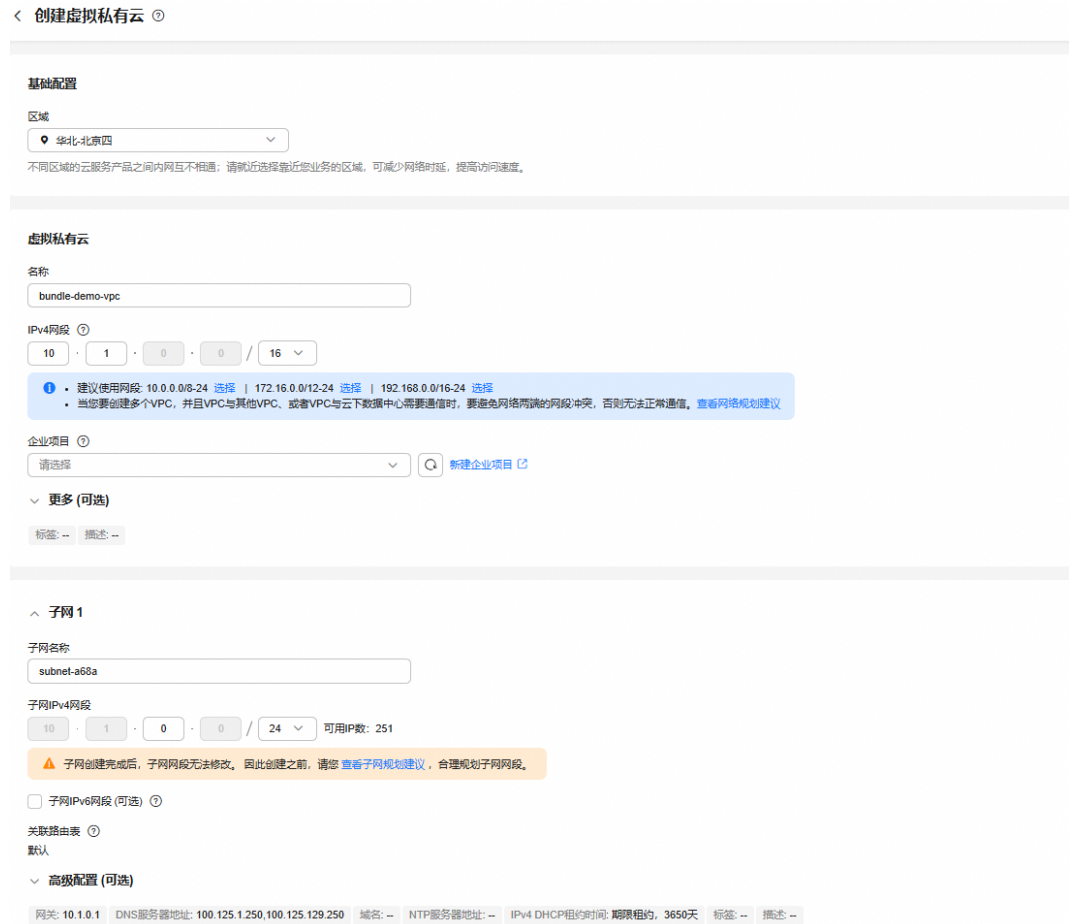 创建虚拟私有云
基础配置
区域
华北-北京四
不同区域的云服务产品之间内网互不相通；请就近选择靠近您业务的区域，可减少网络时延，提高访问速度。
虚拟私有云
名称
bundle-demo-vpc
IPv4网段
10 · 1 · 0 · 0 / 16
• 建议使用网段: 10.0.0.0/8-24 选择 | 172.16.0.0/12-24 选择 | 192.168.0.0/16-24 选择
• 当您要创建多个VPC，并且VPC与其他VPC、或者VPC与云下数据中心需要通信时，要避免网络两端的网段冲突，否则无法正常通信。查看网络规划建议
企业项目
请选择 新建企业项目
更多 (可选)
标签: -- 描述: --
子网 1
子网名称
subnet-a68a
子网IPv4网段
10 · 1 · 0 · 0 / 24 可用IP数：251
子网创建完成后，子网网段无法修改。 因此创建之前，请您 查看子网规划建议 ，合理规划子网网段。
子网IPv6网段 (可选)
关联路由表
默认
高级配置 (可选)
网关: 10.1.0.1 DNS服务器地址: 100.125.1.250,100.125.129.250 域名: -- NTP服务器地址: -- IPv4 DHCP租约时间: 期限租约，3650天 标签: -- 描述: --